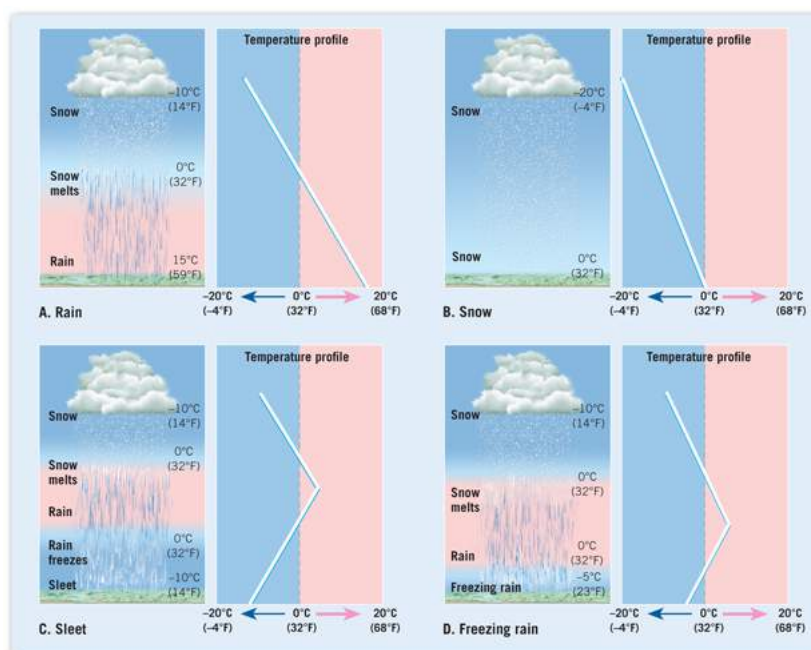 Temperature profile
–10°C
(14°F)
Snow
0°C
(32°F)
Snow
melts
Rain
15°C
(59°F)
–20°C
(–4°F)
0°C
(32°F)
20°C
(68°F)
A. Rain
Temperature profile
–20°C
(–4°F)
Snow
Snow
0°C
(32°F)
–20°C
(–4°F)
0°C
(32°F)
20°C
(68°F)
B. Snow
Temperature profile
–10°C
(14°F)
Snow
0°C
(32°F)
Snow
melts
Rain
0°C
(32°F)
Rain
freezes
Sleet
–10°C
(14°F)
–20°C
(–4°F)
0°C
(32°F)
20°C
(68°F)
C. Sleet
Temperature profile
–10°C
(14°F)
Snow
0°C
(32°F)
Snow
melts
Rain
0°C
(32°F)
Freezing rain
–5°C
(23°F)
–20°C
(–4°F)
0°C
(32°F)
20°C
(68°F)
D. Freezing rain